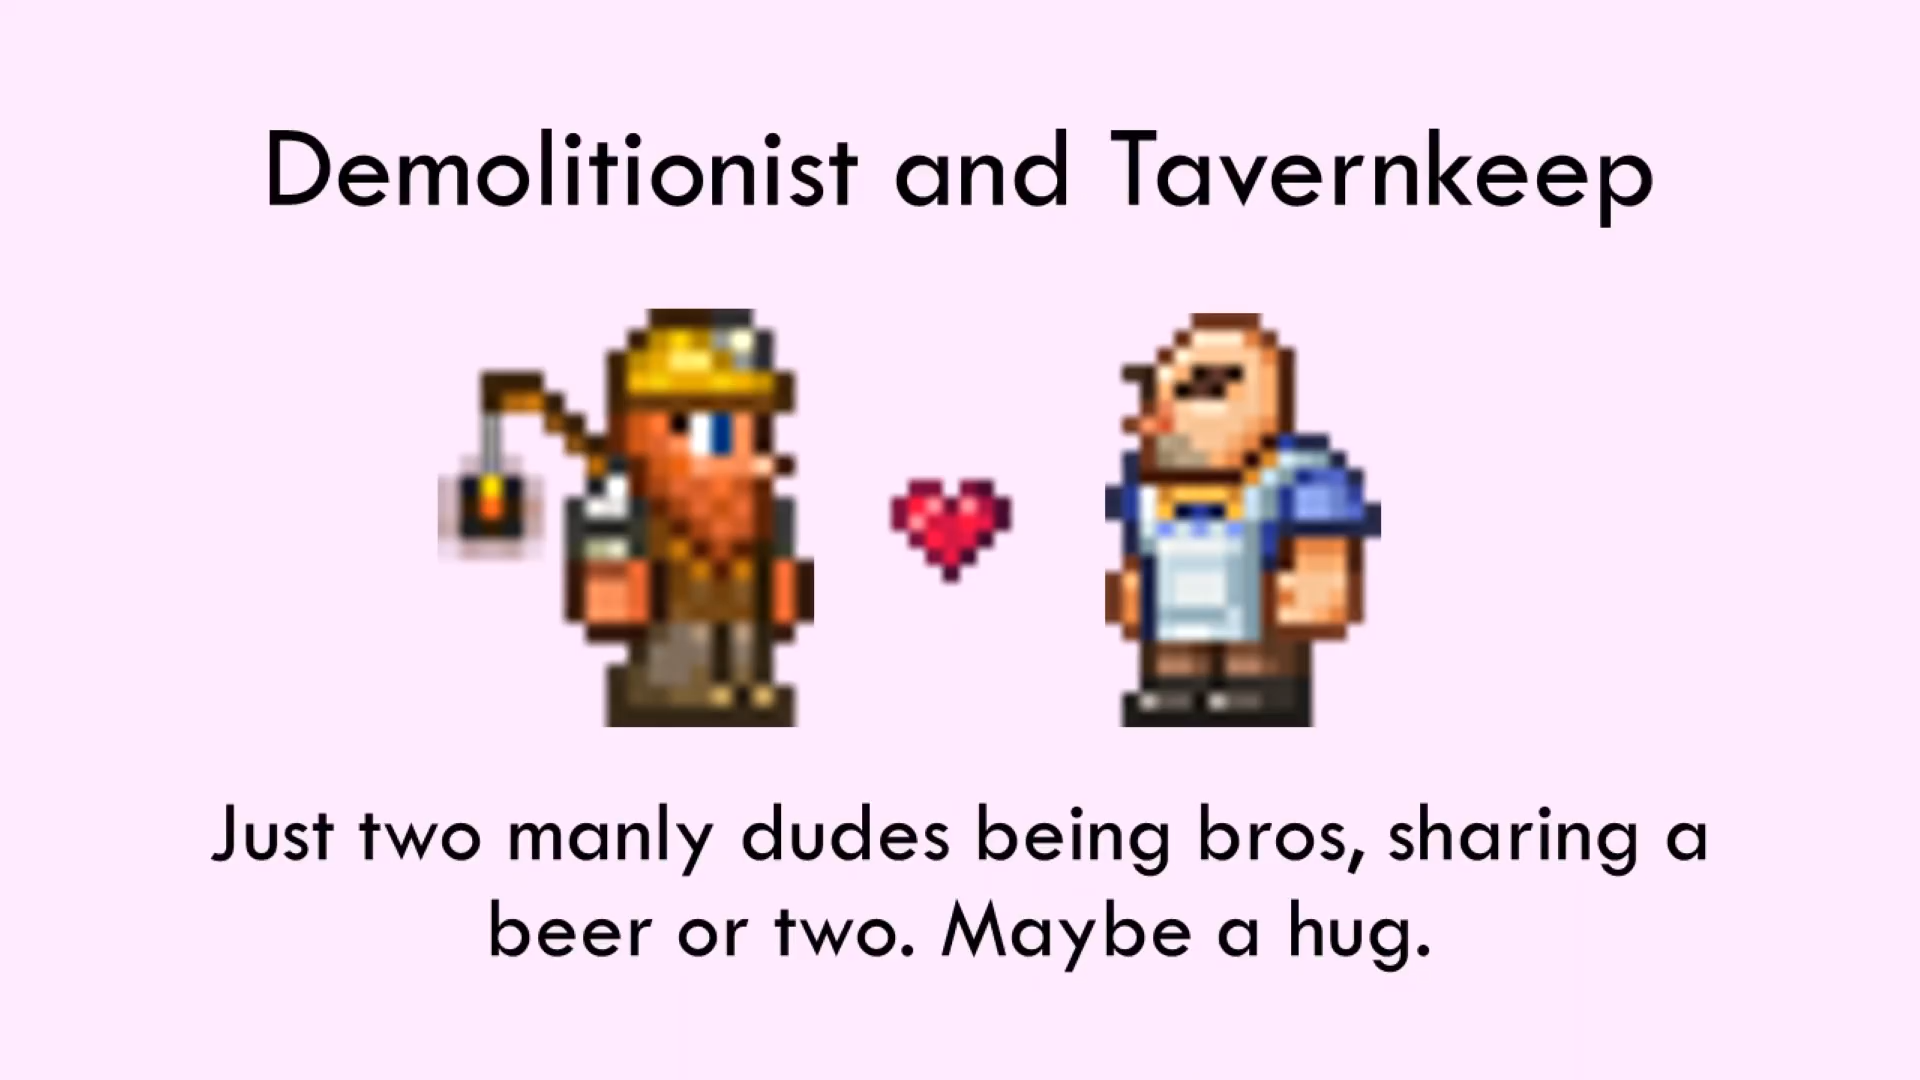 Demolitionist and Tavernkeep
Just two manly dudes being bros, sharing a
beer or two. Maybe a hug.